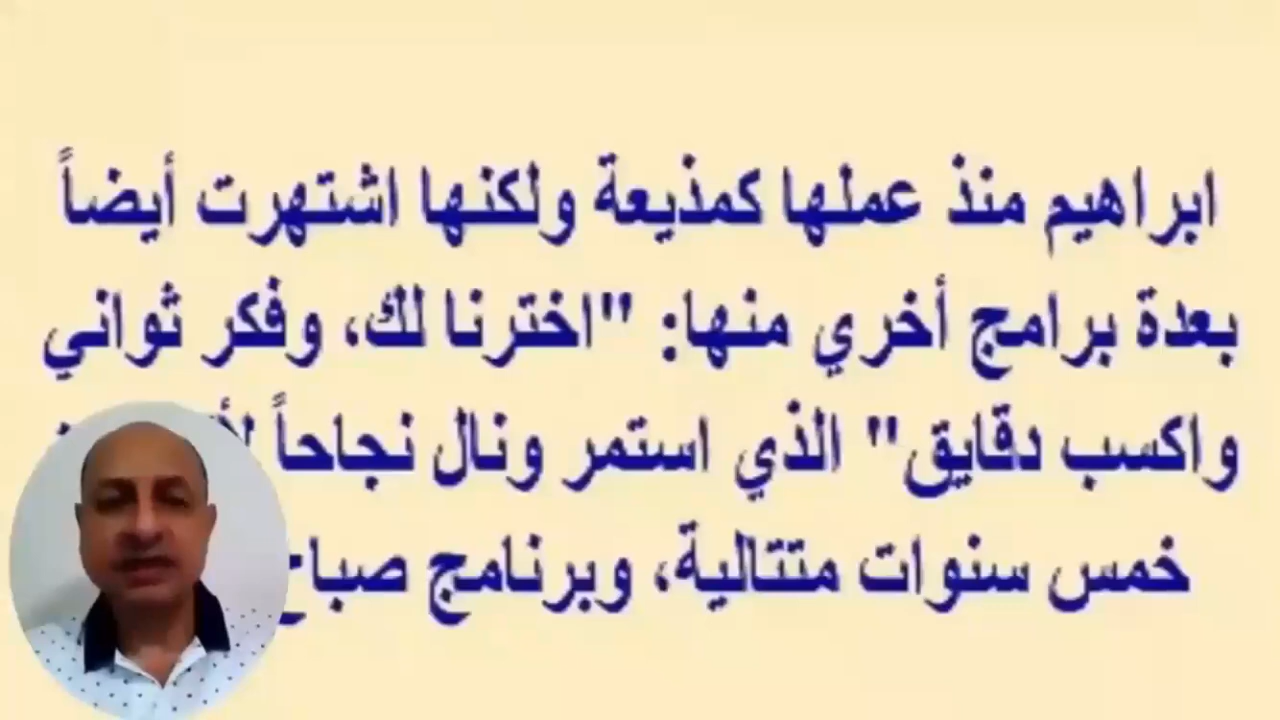 ابراهيم منذ عملها كمذيعة ولكنها اشتهرت أيضاً
بعدة برامج أخري منها: "اخترنا لك، وفكر ثواني
واكسب دقايق" الذي استمر ونال نجاحاً
خمس سنوات متتالية، وبرنامج صباح